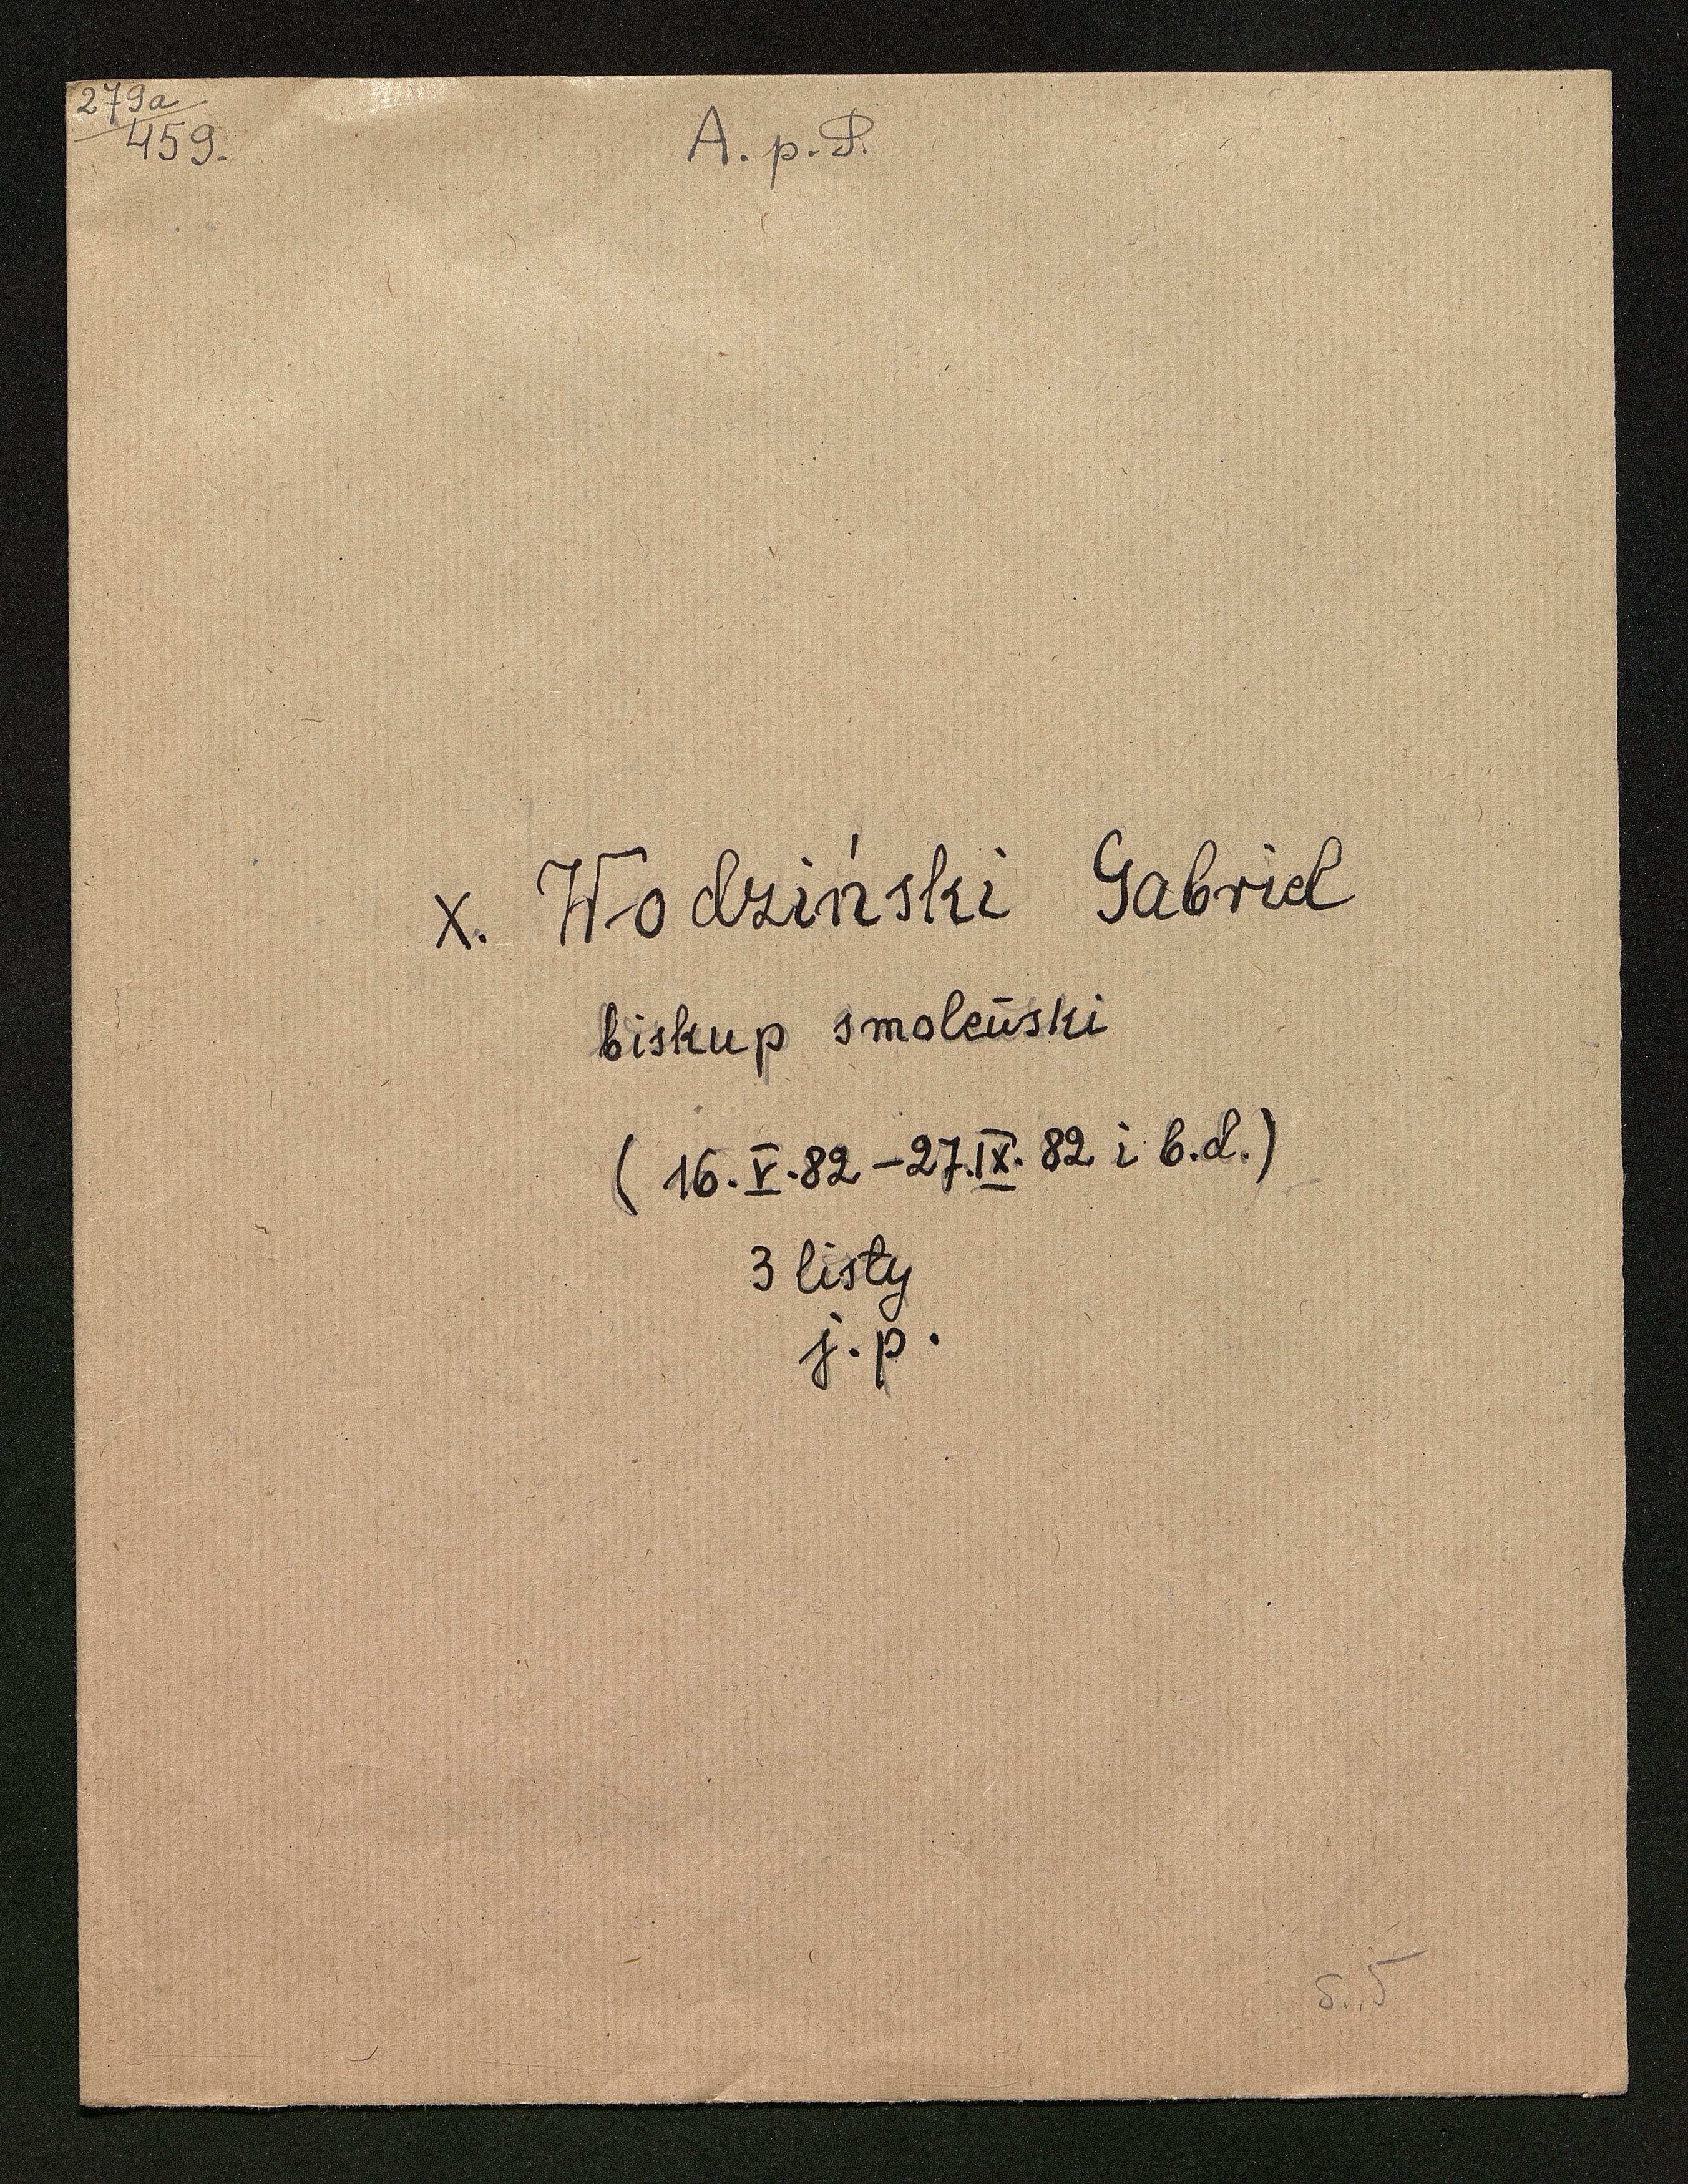 279a
459.
A. p. P.
X. Wodziński Gabriel
biskup smoleński
( 16. V. 82 – 27. IX. 82 i b.d.)
3 listy
j. p.
s. 5